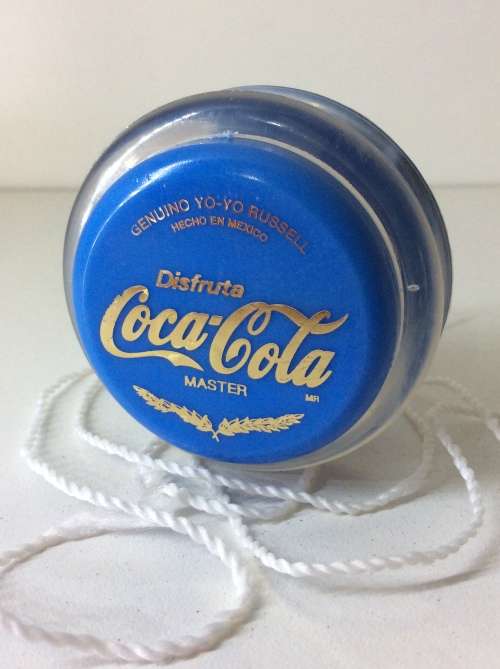 GENUINO YO-YO RUSSELL
HECHO EN MEXICO
Disfruta
Coca-Cola
MASTER
MR